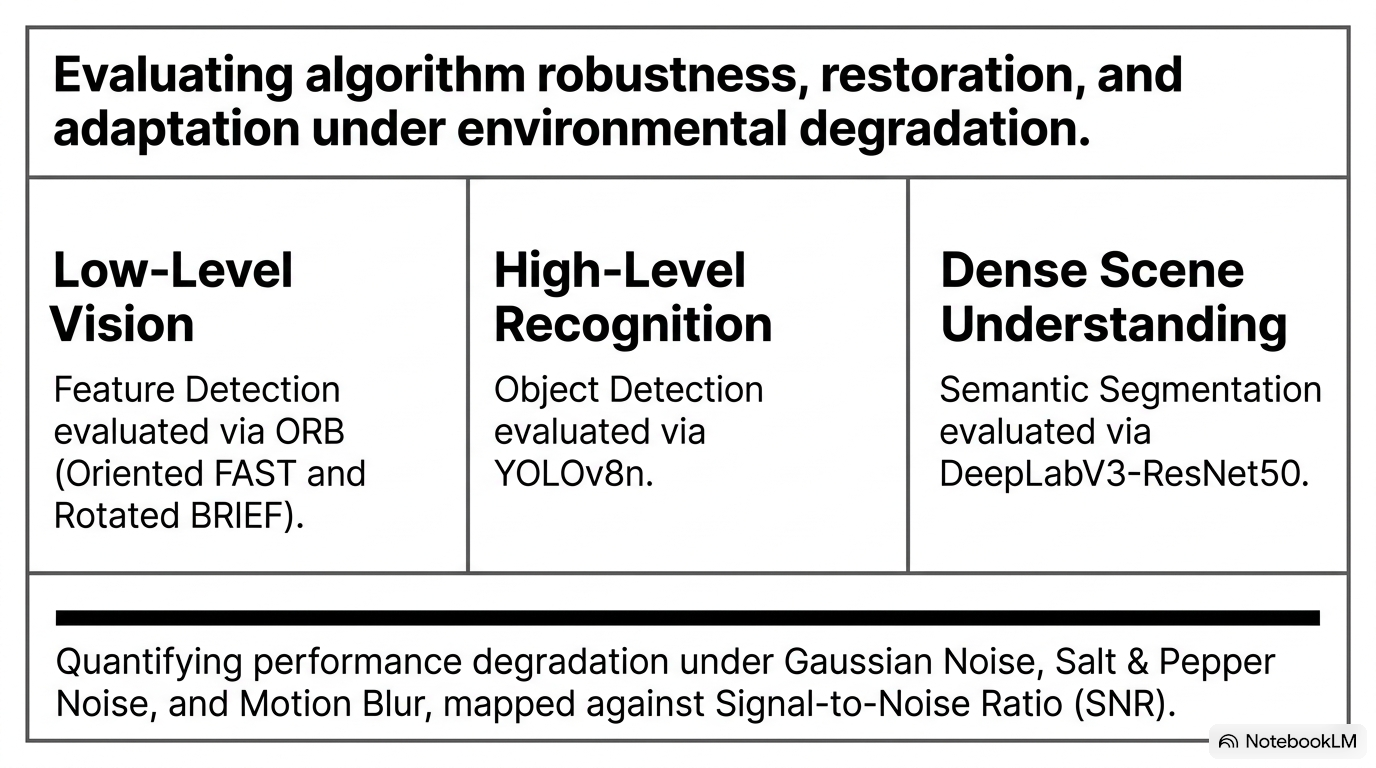 Evaluating algorithm robustness, restoration, and
adaptation under environmental degradation.
Low-Level
Vision
Feature Detection
evaluated via ORB
(Oriented FAST and
Rotated BRIEF).
High-Level
Recognition
Object Detection
evaluated via
YOLOv8n.
Dense Scene
Understanding
Semantic Segmentation
evaluated via
DeepLabV3-ResNet50.
Quantifying performance degradation under Gaussian Noise, Salt & Pepper
Noise, and Motion Blur, mapped against Signal-to-Noise Ratio (SNR).
NotebookLM